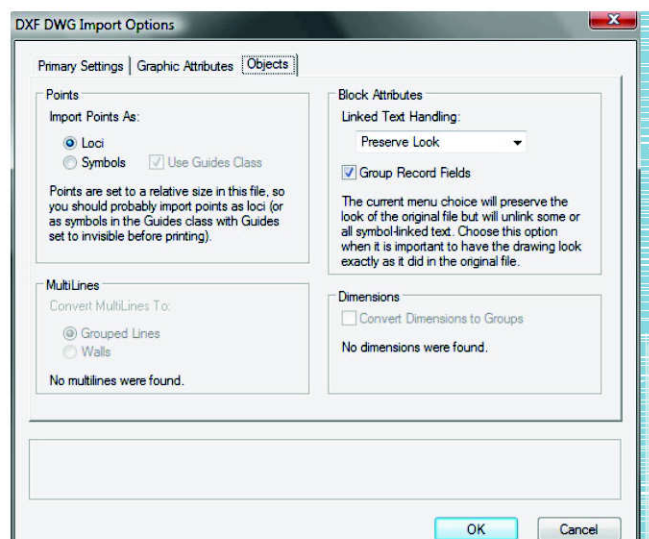 DXF DWG Import Options
Primary Settings
Graphic Attributes
Objects
Points
Import Points As:
Loci
Symbols
Use Guides Class
Points are set to a relative size in this file, so
you should probably import points as loci (or
as symbols in the Guides class with Guides
set to invisible before printing).
MultiLines
Convert MultiLines To:
Grouped Lines
Walls
No multilines were found.
Block Attributes
Linked Text Handling:
Preserve Look
Group Record Fields
The current menu choice will preserve the
look of the original file but will unlink some or
all symbol-linked text. Choose this option
when it is important to have the drawing look
exactly as it did in the original file.
Dimensions
Convert Dimensions to Groups
No dimensions were found.
OK
Cancel